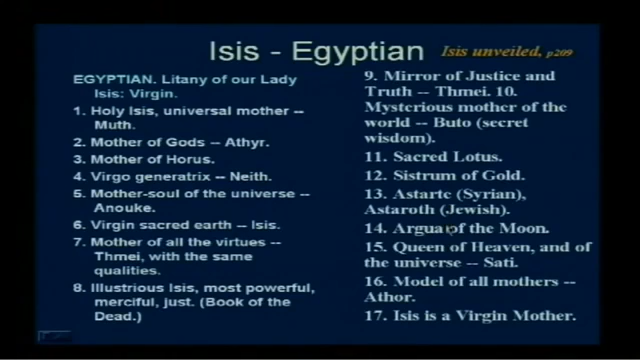 Isis - Egyptian
Isis unveiled, p209
EGYPTIAN. Litany of our Lady
Isis: Virgin.
1. Holy Isis, universal mother --
Muth.
2. Mother of Gods -- Athyr.
3. Mother of Horus.
4. Virgo generatrix -- Neith.
5. Mother-soul of the universe --
Anouke.
6. Virgin sacred earth -- Isis.
7. Mother of all the virtues --
Thmei, with the same
qualities.
8. Illustrious Isis, most powerful,
merciful, just. (Book of the
Dead.)
9. Mirror of Justice and
Truth -- Thmei. 10.
Mysterious mother of the
world -- Buto (secret
wisdom).
11. Sacred Lotus.
12. Sistrum of Gold.
13. Astarte (Syrian),
Astaroth (Jewish).
14. Argua of the Moon.
15. Queen of Heaven, and of
the universe -- Sati.
16. Model of all mothers --
Athor.
17. Isis is a Virgin Mother.